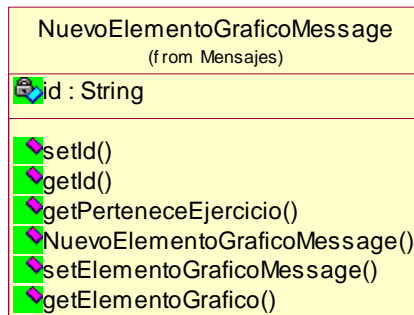 NuevoElementoGraficoMessage
(from Mensajes)
id : String
setId()
getId()
getPerteneceEjercicio()
NuevoElementoGraficoMessage()
setElementoGraficoMessage()
getElementoGrafico()